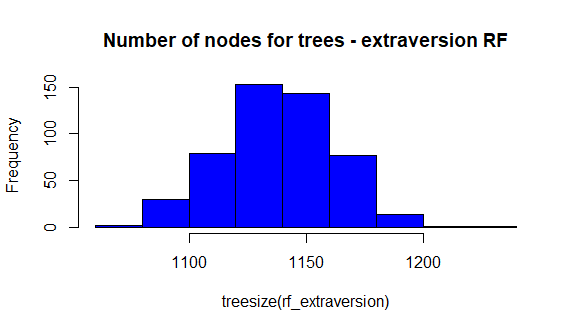 Number of nodes for trees - extraversion RF
Frequency
150
100
50
0
1100 1150 1200
treesize(rf_extraversion)